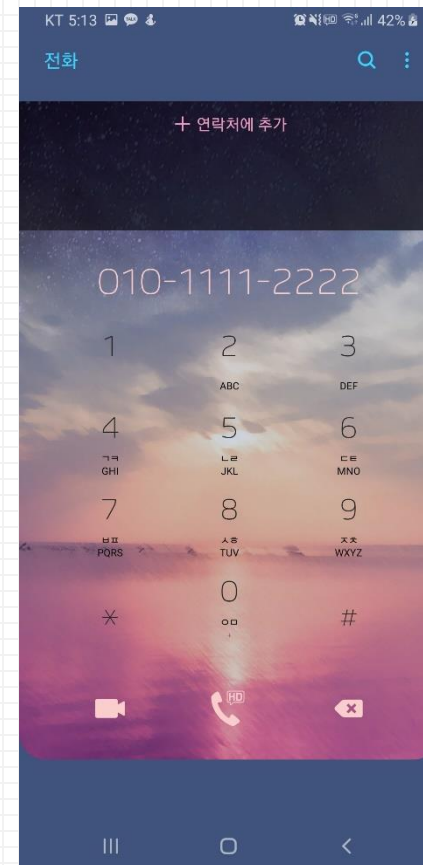 KT 5:13
42%
전화
+ 연락처에 추가
010-1111-2222
1 2 3
ABC DEF
4 5 6
ㄱㅋ ㄴㄹ ㄷㅌ
GHI JKL MNO
7 8 9
ㅂㅍ ㅅㅎ ㅈㅊ
PQRS TUV WXYZ
0
* ㅇㅁ #
HD